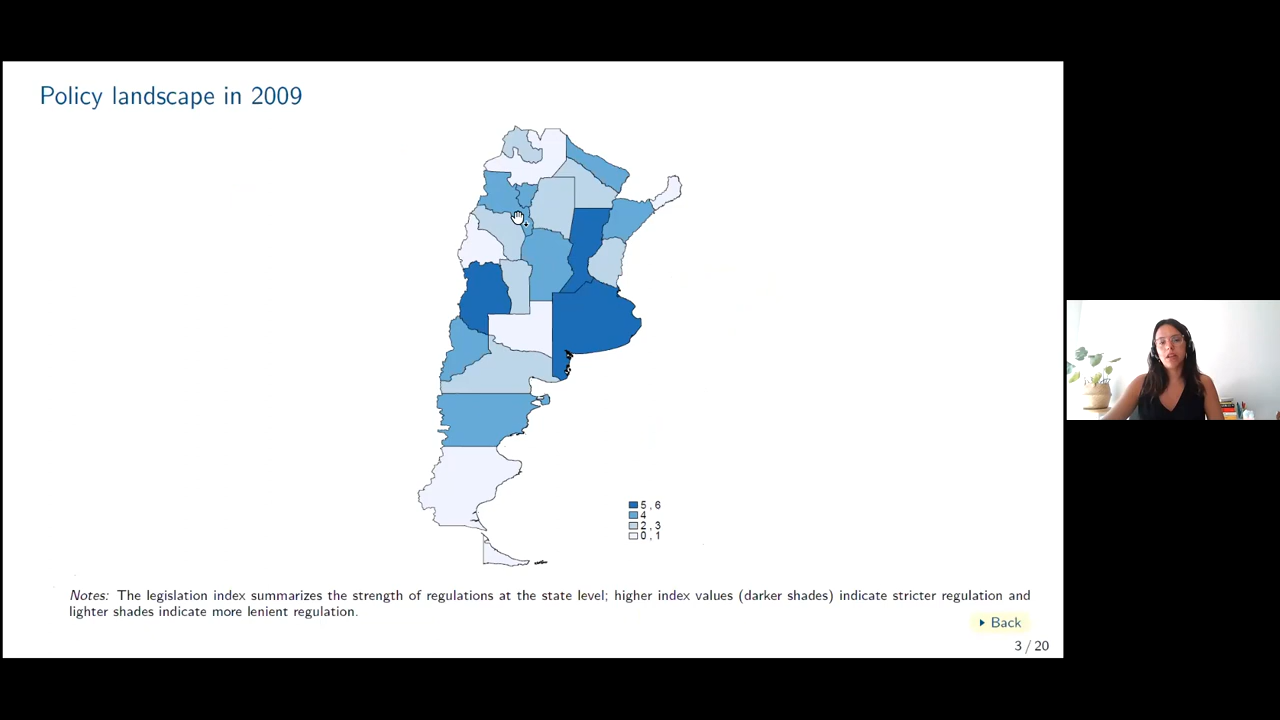 Policy landscape in 2009
5 , 6
4
2 , 3
0 , 1
Notes: The legislation index summarizes the strength of regulations at the state level; higher index values (darker shades) indicate stricter regulation and
lighter shades indicate more lenient regulation.
Back
3 / 20